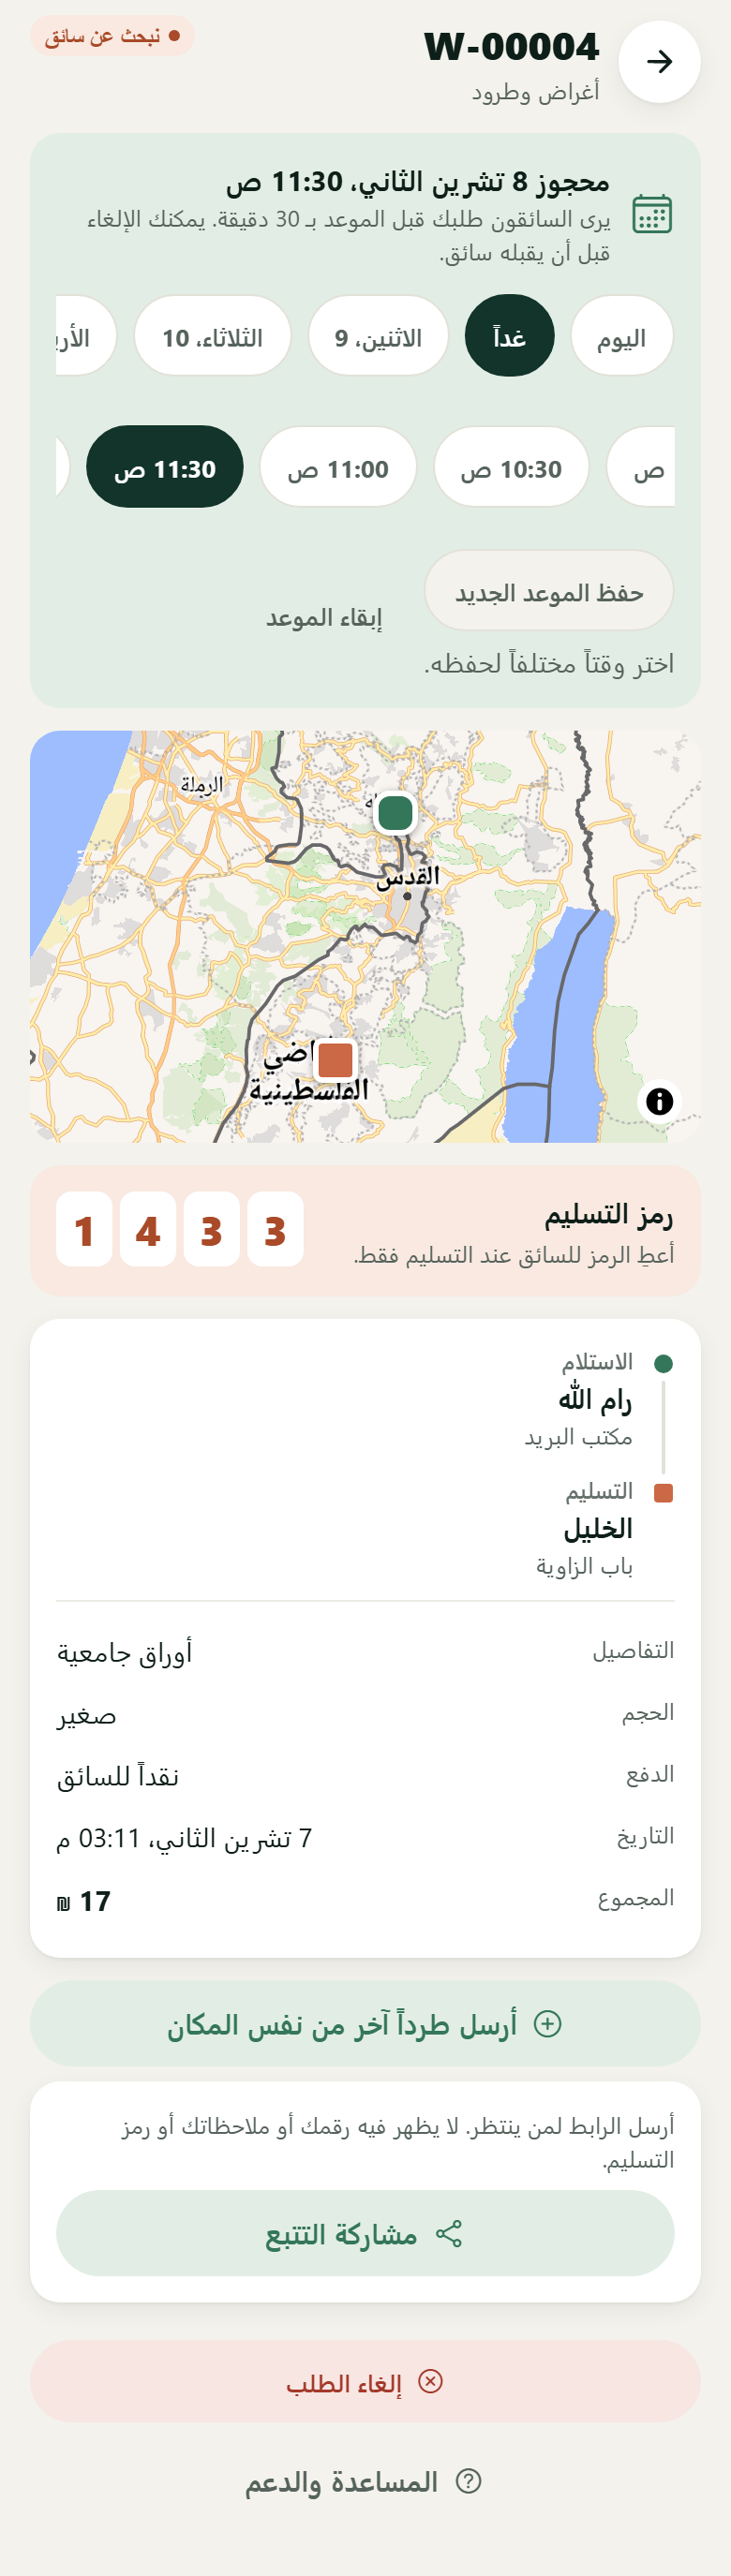 W-00004
نبحث عن سائق
أغراض وطرود
محجوز 8 تشرين الثاني، 11:30 ص
يرى السائقون طلبك قبل الموعد بـ 30 دقيقة. يمكنك الإلغاء
قبل أن يقبله سائق.
اليوم
غداً
الاثنين، 9
الثلاثاء، 10
ص
10:30 ص
11:00 ص
11:30 ص
حفظ الموعد الجديد
إبقاء الموعد
اختر وقتاً مختلفاً لحفظه.
الرملة
القدس
الفلسطينية
رمز التسليم
1 4 3 3
أعطِ الرمز للسائق عند التسليم فقط.
الاستلام
رام الله
مكتب البريد
التسليم
الخليل
باب الزاوية
التفاصيل أوراق جامعية
الحجم صغير
الدفع نقداً للسائق
التاريخ 7 تشرين الثاني، 03:11 م
المجموع 17 ₪
أرسل طرداً آخر من نفس المكان
أرسل الرابط لمن ينتظر. لا يظهر فيه رقمك أو ملاحظاتك أو رمز
التسليم.
مشاركة التتبع
إلغاء الطلب
المساعدة والدعم